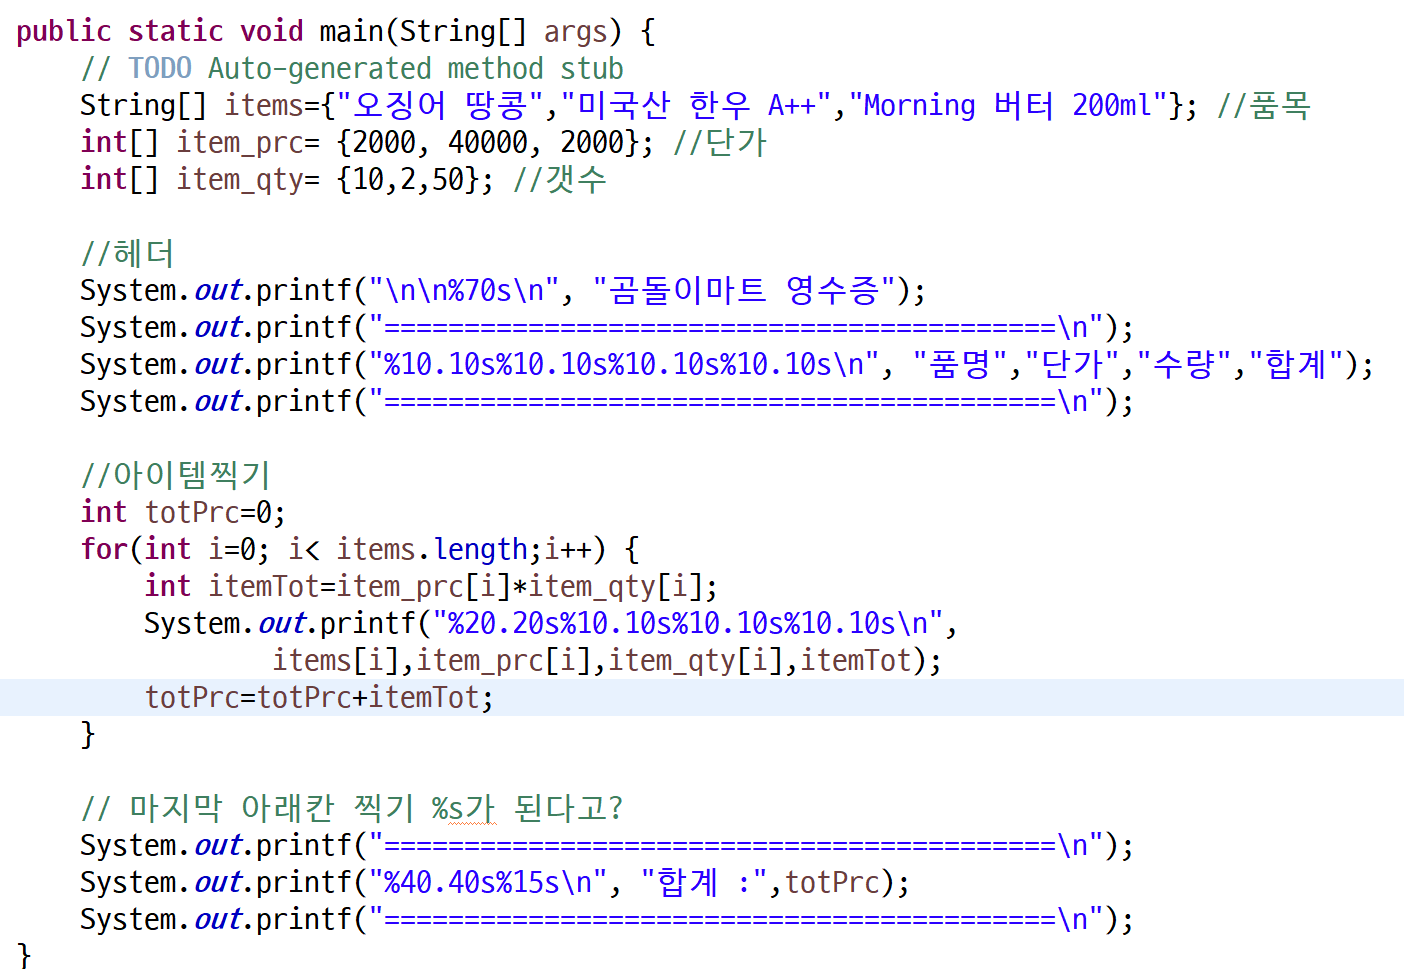 public static void main(String[] args) {
// TODO Auto-generated method stub
String[] items={"오징어 땅콩","미국산 한우 A++","Morning 버터 200ml"}; //품목
int[] item_prc= {2000, 40000, 2000}; //단가
int[] item_qty= {10,2,50}; //갯수
//헤더
System.out.printf("\n\n%70s\n", "곰돌이마트 영수증");
System.out.printf("==========================================\n");
System.out.printf("%10.10s%10.10s%10.10s%10.10s\n", "품명","단가","수량","합계");
System.out.printf("==========================================\n");
//아이템찍기
int totPrc=0;
for(int i=0; i< items.length;i++) {
int itemTot=item_prc[i]*item_qty[i];
System.out.printf("%20.20s%10.10s%10.10s%10.10s\n",
items[i],item_prc[i],item_qty[i],itemTot);
totPrc=totPrc+itemTot;
}
// 마지막 아래칸 찍기 %s가 된다고?
System.out.printf("==========================================\n");
System.out.printf("%40.40s%15s\n", "합계 :",totPrc);
System.out.printf("==========================================\n");
}